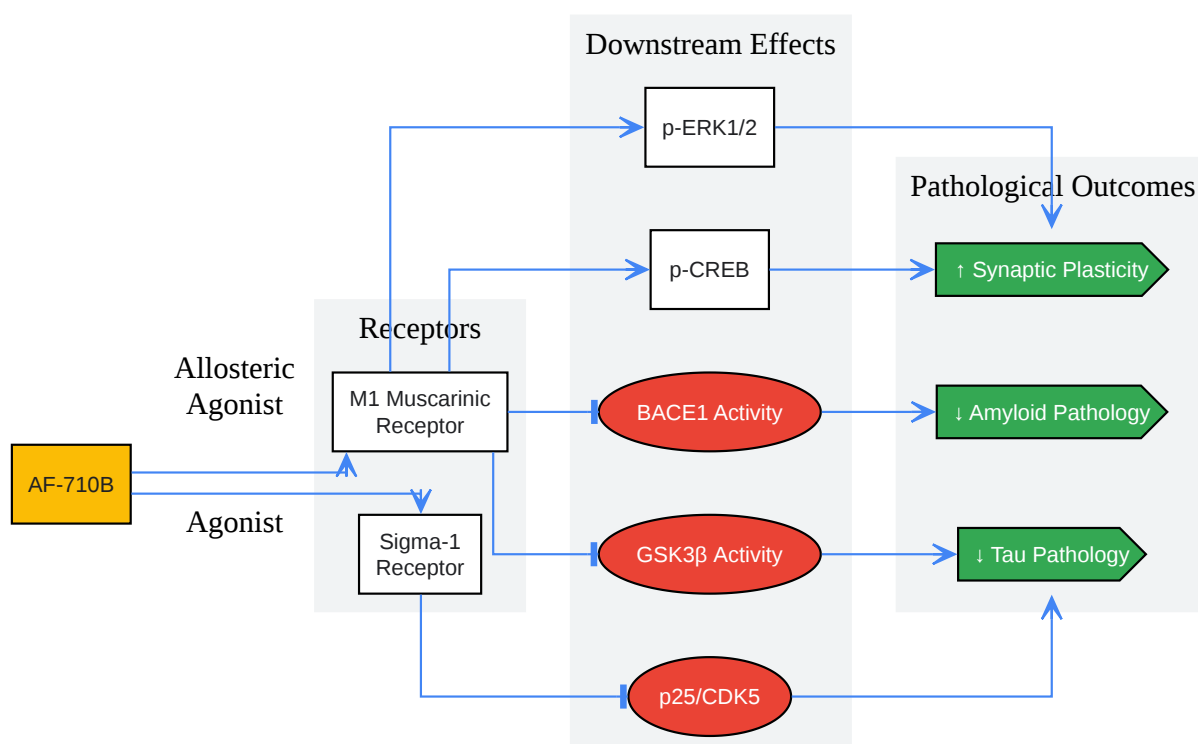 Downstream Effects
p-ERK1/2
Pathological Outcomes
p-CREB
↑ Synaptic Plasticity
Receptors
Allosteric
Agonist
M1 Muscarinic
Receptor
BACE1 Activity
↓ Amyloid Pathology
AF-710B
Agonist
Sigma-1
Receptor
GSK3β Activity
↓ Tau Pathology
p25/CDK5